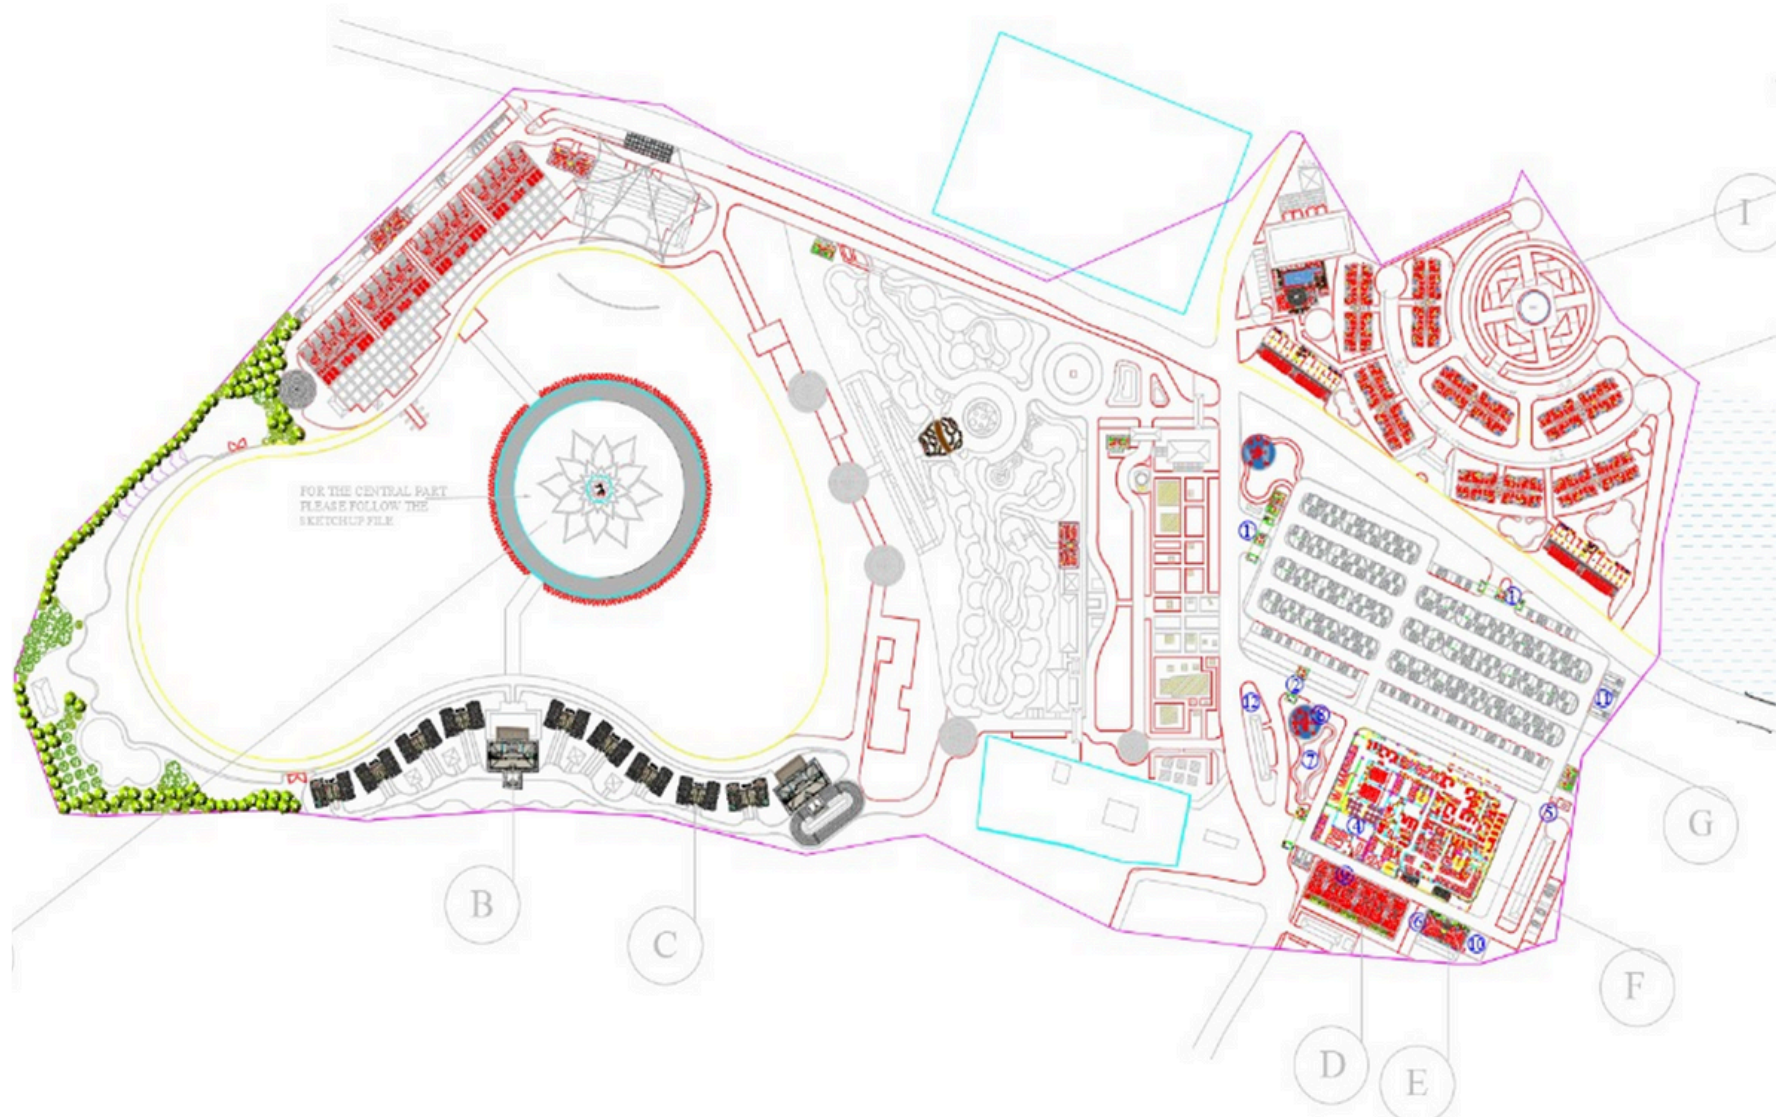 I
FOR THE CENTRAL PART
PLEASE FOLLOW THE
SKETCHUP FILE
①
①
②
⑪
⑫
⑥
⑦
⑤
G
④
B
⑥
⑩
C
F
D
E